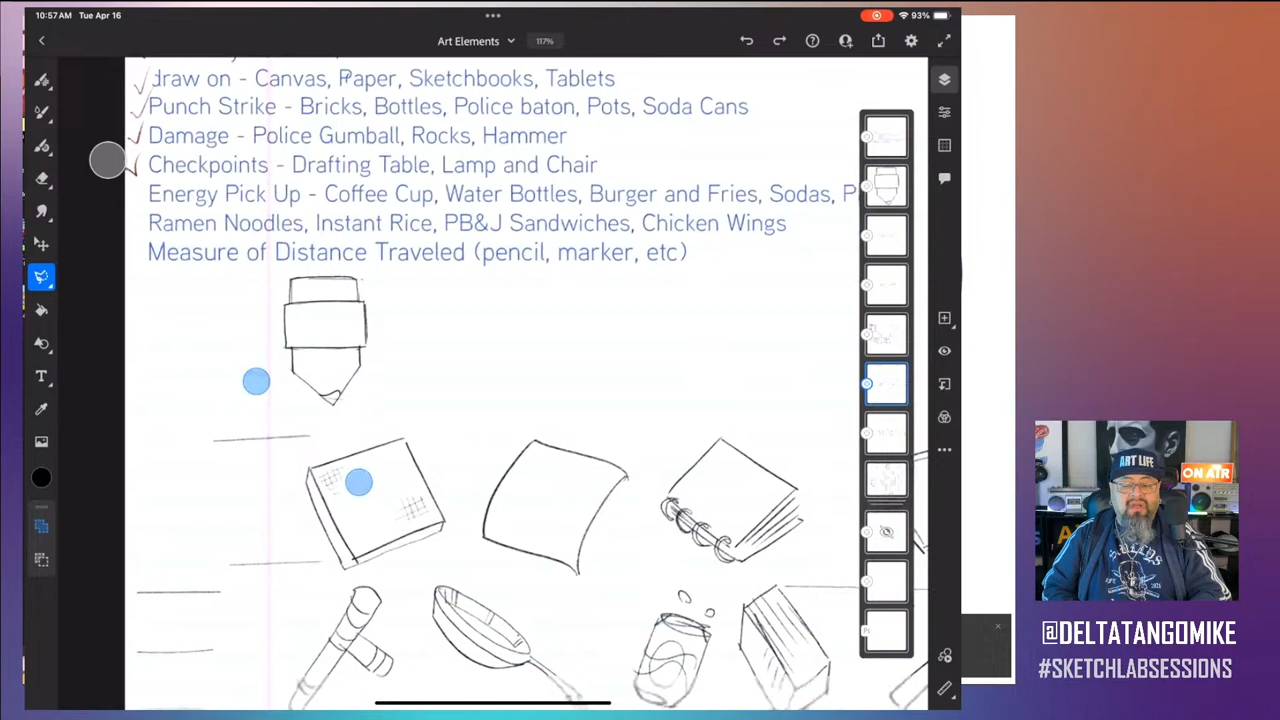 10:57AM Tue Apr 16
93%
Art Elements
117%
draw on - Canvas, Paper, Sketchbooks, Tablets
Punch Strike - Bricks, Bottles, Police baton, Pots, Soda Cans
Damage - Police Gumball, Rocks, Hammer
Checkpoints - Drafting Table, Lamp and Chair
Energy Pick Up - Coffee Cup, Water Bottles, Burger and Fries, Sodas, P
Ramen Noodles, Instant Rice, PB&J Sandwiches, Chicken Wings
Measure of Distance Traveled (pencil, marker, etc)
T
Ps
ART LIFE
ON AIR
@DELTATANGOMIKE
#SKETCHLABSESSIONS